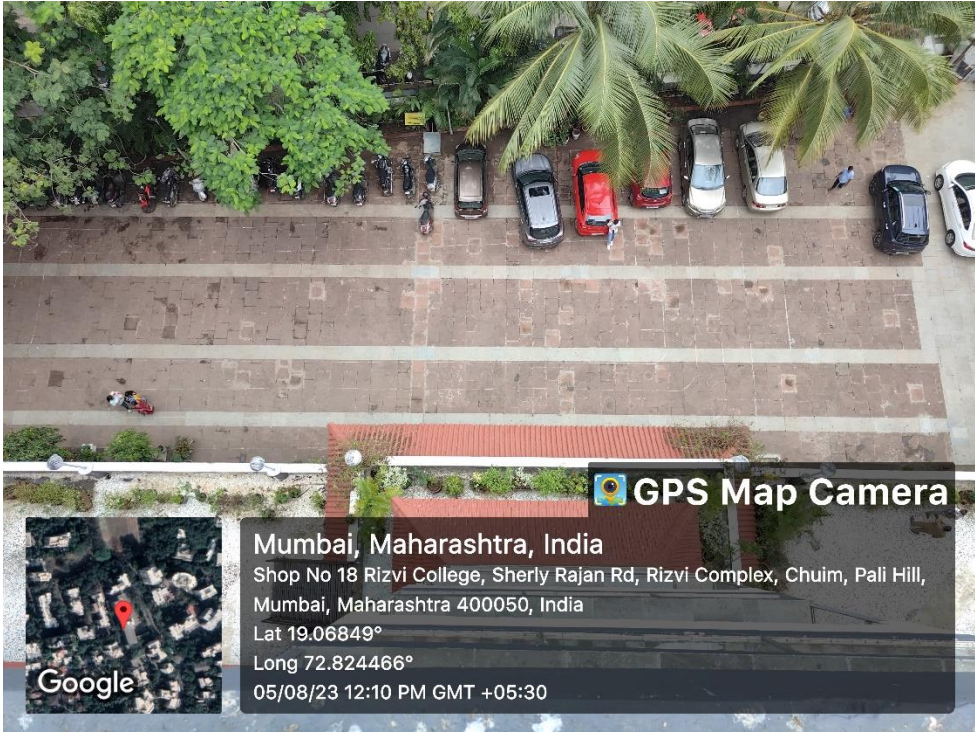 GPS Map Camera
Mumbai, Maharashtra, India
Shop No 18 Rizvi College, Sherly Rajan Rd, Rizvi Complex, Chuim, Pali Hill,
Mumbai, Maharashtra 400050, India
Lat 19.06849°
Long 72.824466°
05/08/23 12:10 PM GMT +05:30
Google